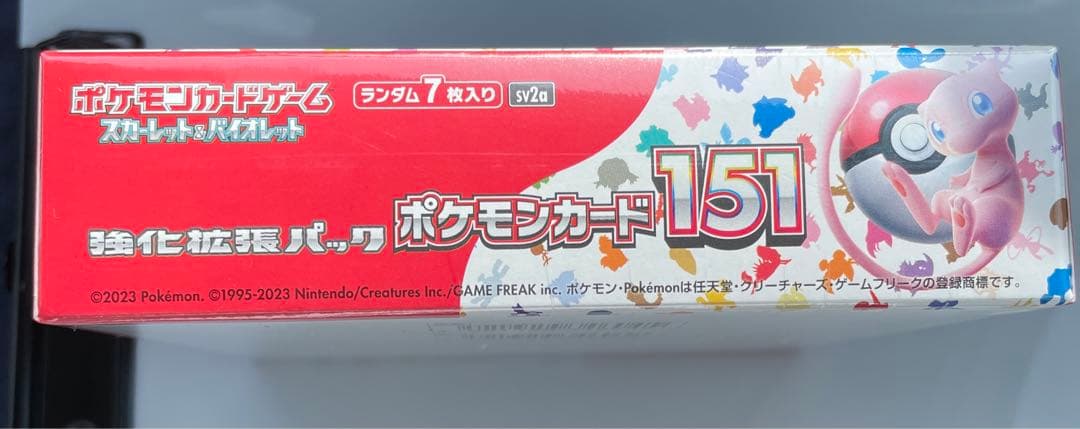 ポケモンカードゲーム
スカーレット&バイオレット
ランダム7枚入り
sv2a
強化拡張パック
ポケモンカード151
©2023 Pokémon. ©1995-2023 Nintendo/Creatures Inc./GAME FREAK inc. ポケモン・Pokémonは任天堂・クリーチャーズ・ゲームフリークの登録商標です。